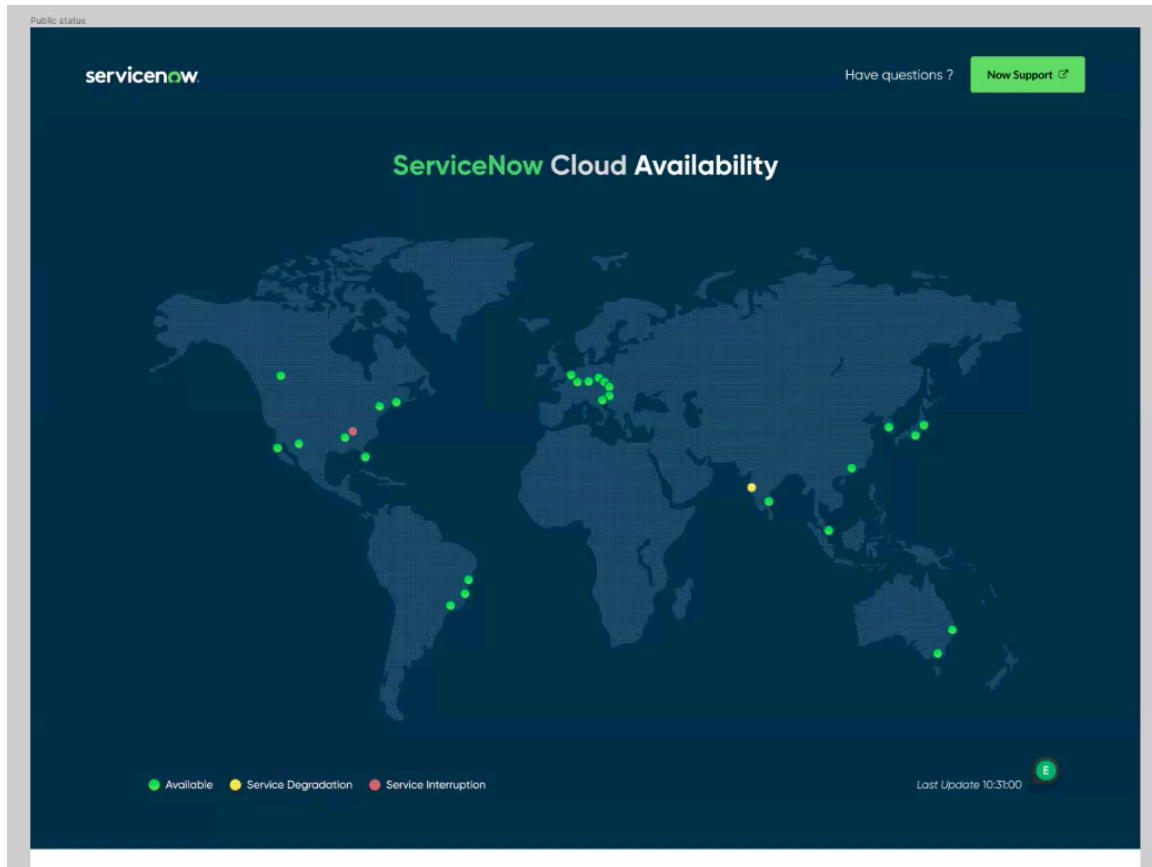 Public status
servicenow.
Have questions ?
Now Support
ServiceNow Cloud Availability
Available
Service Degradation
Service Interruption
Last Update 10:31:00
E